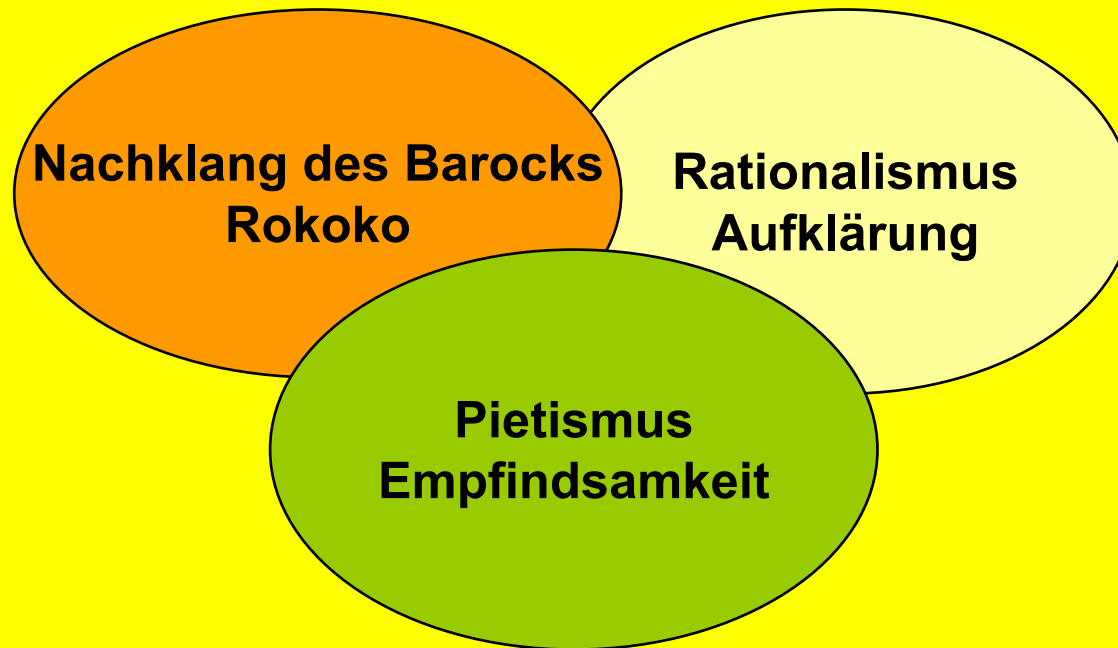 Nachklang des Barocks
Rokoko
Rationalismus
Aufklärung
Pietismus
Empfindsamkeit